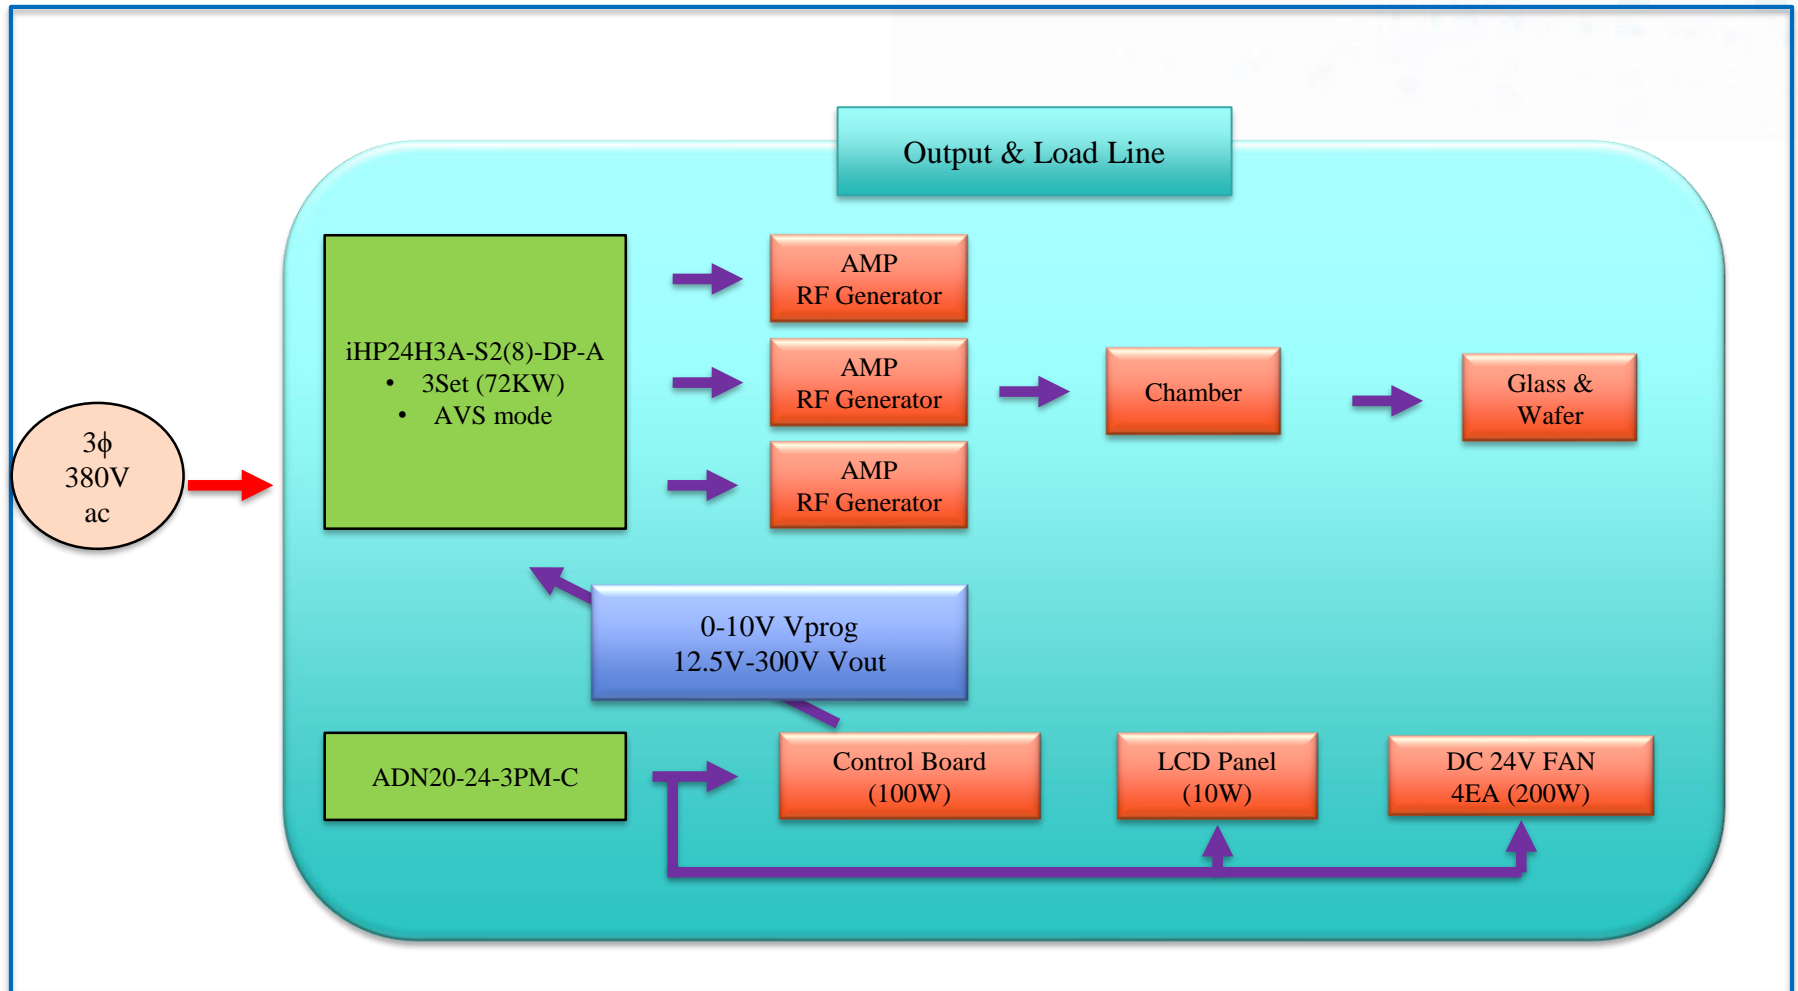 Output & Load Line
iHP24H3A-S2(8)-DP-A
• 3Set (72KW)
• AVS mode
AMP
RF Generator
AMP
RF Generator
AMP
RF Generator
Chamber
Glass &
Wafer
3ϕ
380V
ac
0-10V Vprog
12.5V-300V Vout
ADN20-24-3PM-C
Control Board
(100W)
LCD Panel
(10W)
DC 24V FAN
4EA (200W)